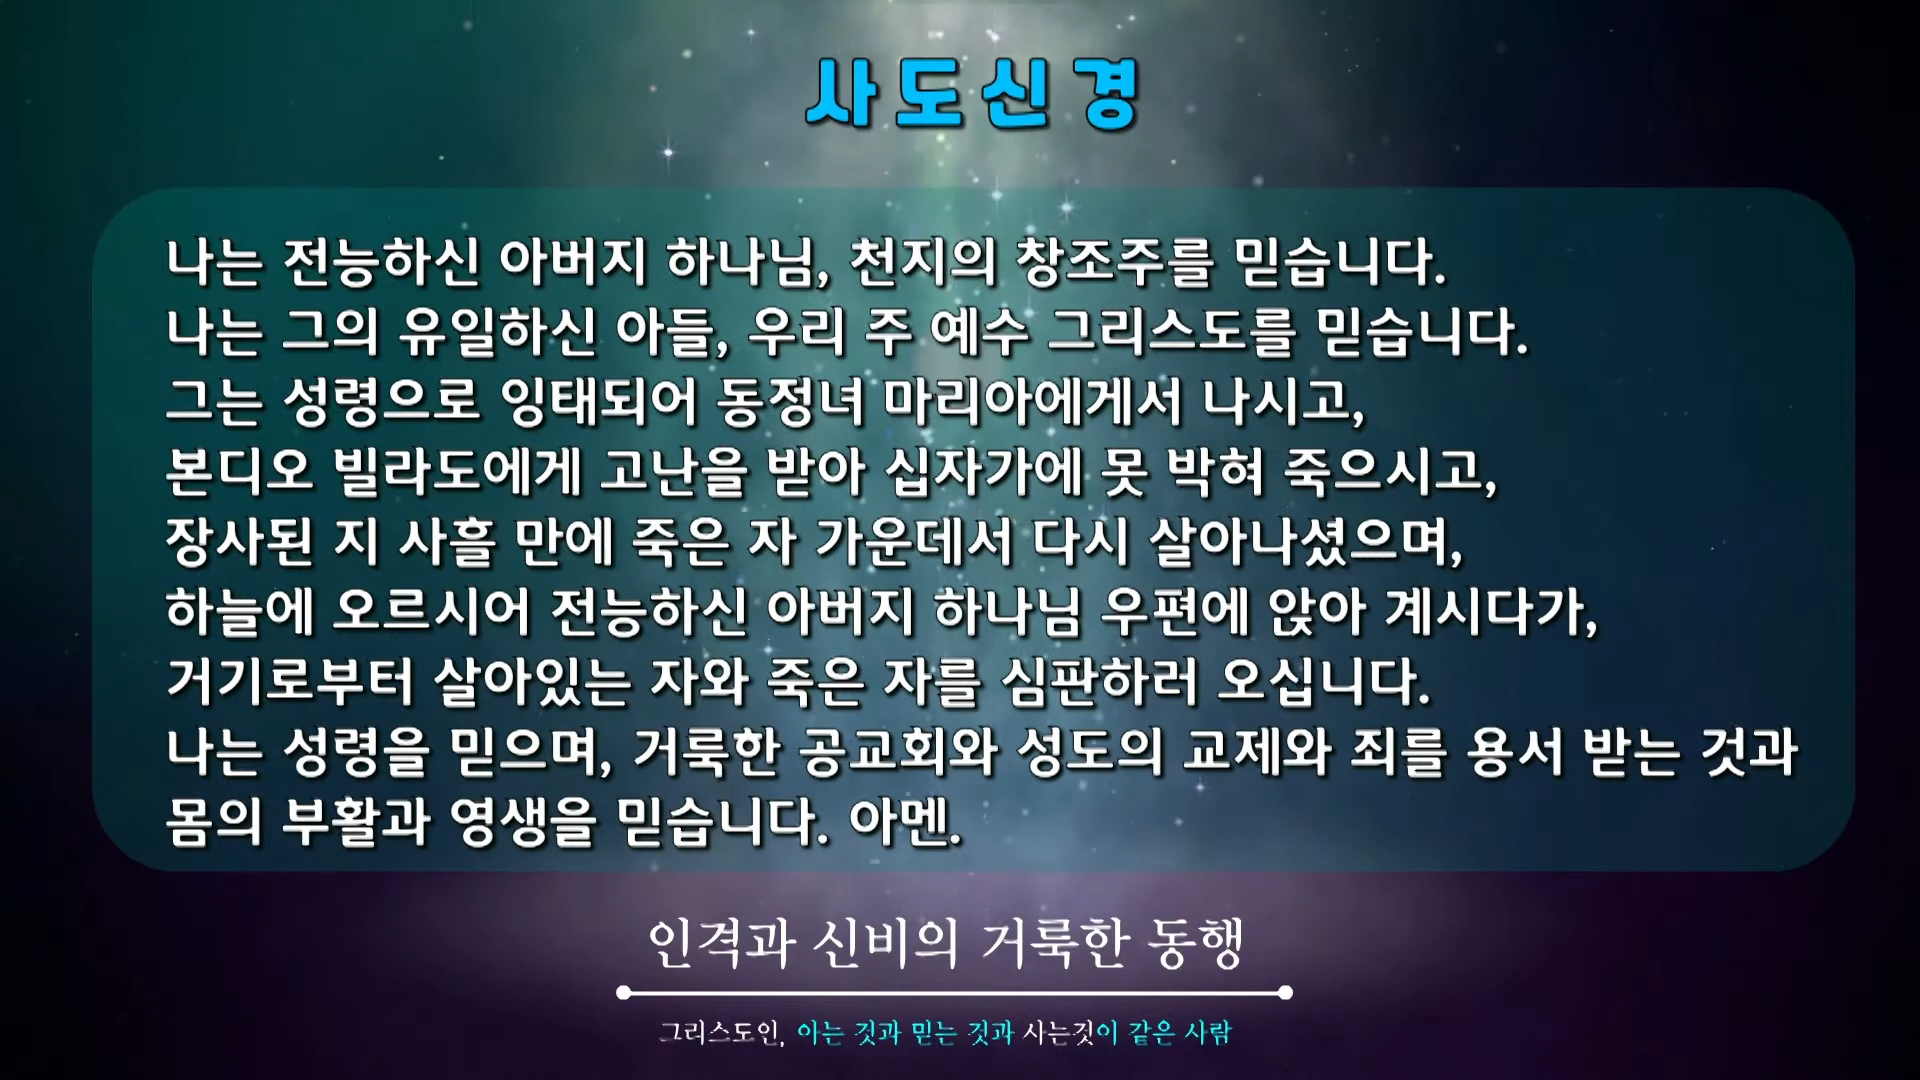 사도신경
나는 전능하신 아버지 하나님, 천지의 창조주를 믿습니다.
나는 그의 유일하신 아들, 우리 주 예수 그리스도를 믿습니다.
그는 성령으로 잉태되어 동정녀 마리아에게서 나시고,
본디오 빌라도에게 고난을 받아 십자가에 못 박혀 죽으시고,
장사된 지 사흘 만에 죽은 자 가운데서 다시 살아나셨으며,
하늘에 오르시어 전능하신 아버지 하나님 우편에 앉아 계시다가,
거기로부터 살아있는 자와 죽은 자를 심판하러 오십니다.
나는 성령을 믿으며, 거룩한 공교회와 성도의 교제와 죄를 용서 받는 것과
몸의 부활과 영생을 믿습니다. 아멘.
인격과 신비의 거룩한 동행
그리스도인, 아는 것과 믿는 것과 사는것이 같은 사람